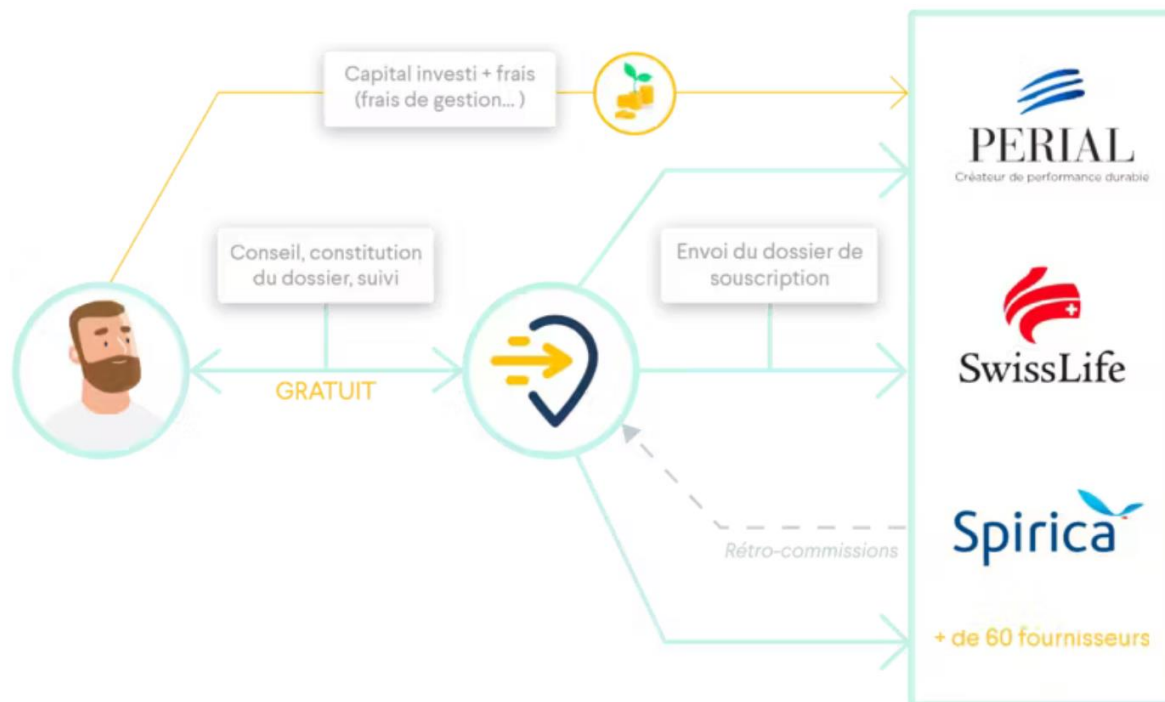 Capital investi + frais
(frais de gestion... )
PERIAL
Créateur de performance durable
Conseil, constitution
du dossier, suivi
Envoi du dossier de
souscription
GRATUIT
SwissLife
Spirica
Rétro-commissions
+ de 60 fournisseurs